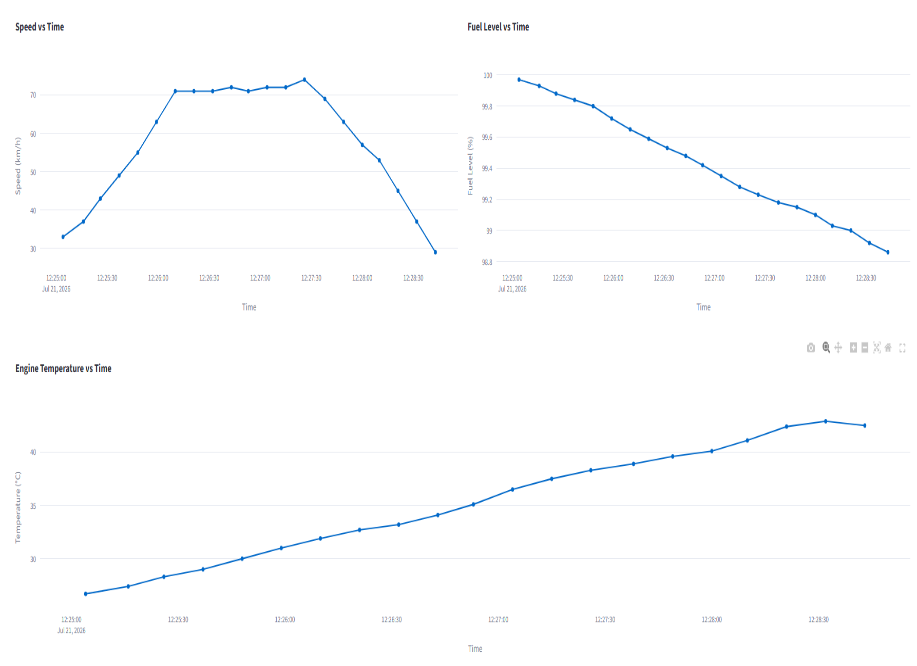 Speed vs Time
70
60
50
40
30
Speed (km/h)
12:25:00 12:25:30 12:26:00 12:26:30 12:27:00 12:27:30 12:28:00 12:28:30
Jul 21, 2026
Time
Fuel Level vs Time
100
99.8
99.6
99.4
99.2
99
98.8
Fuel Level (%)
12:25:00 12:25:30 12:26:00 12:26:30 12:27:00 12:27:30 12:28:00 12:28:30
Jul 21, 2026
Time
Engine Temperature vs Time
40
35
30
Temperature (°C)
12:25:00 12:25:30 12:26:00 12:26:30 12:27:00 12:27:30 12:28:00 12:28:30
Jul 21, 2026
Time